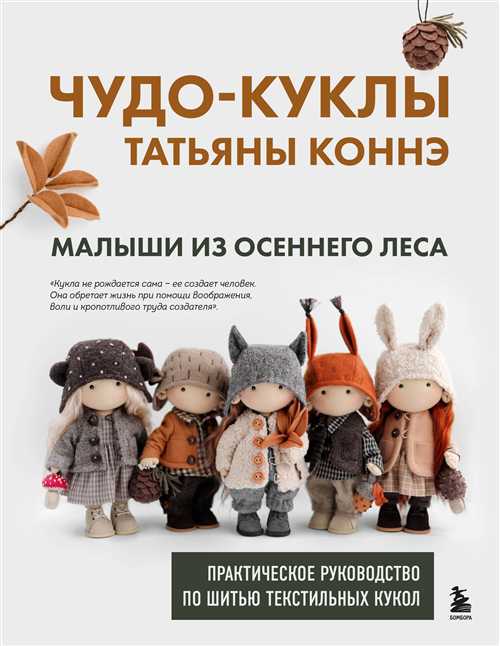 ЧУДО-КУКЛЫ
ТАТЬЯНЫ КОННЭ
МАЛЫШИ ИЗ ОСЕННЕГО ЛЕСА
«Кукла не рождается сама – ее создает человек.
Она обретает жизнь при помощи воображения,
воли и кропотливого труда создателя».
ПРАКТИЧЕСКОЕ РУКОВОДСТВО
ПО ШИТЬЮ ТЕКСТИЛЬНЫХ КУКОЛ
БОМБОРА